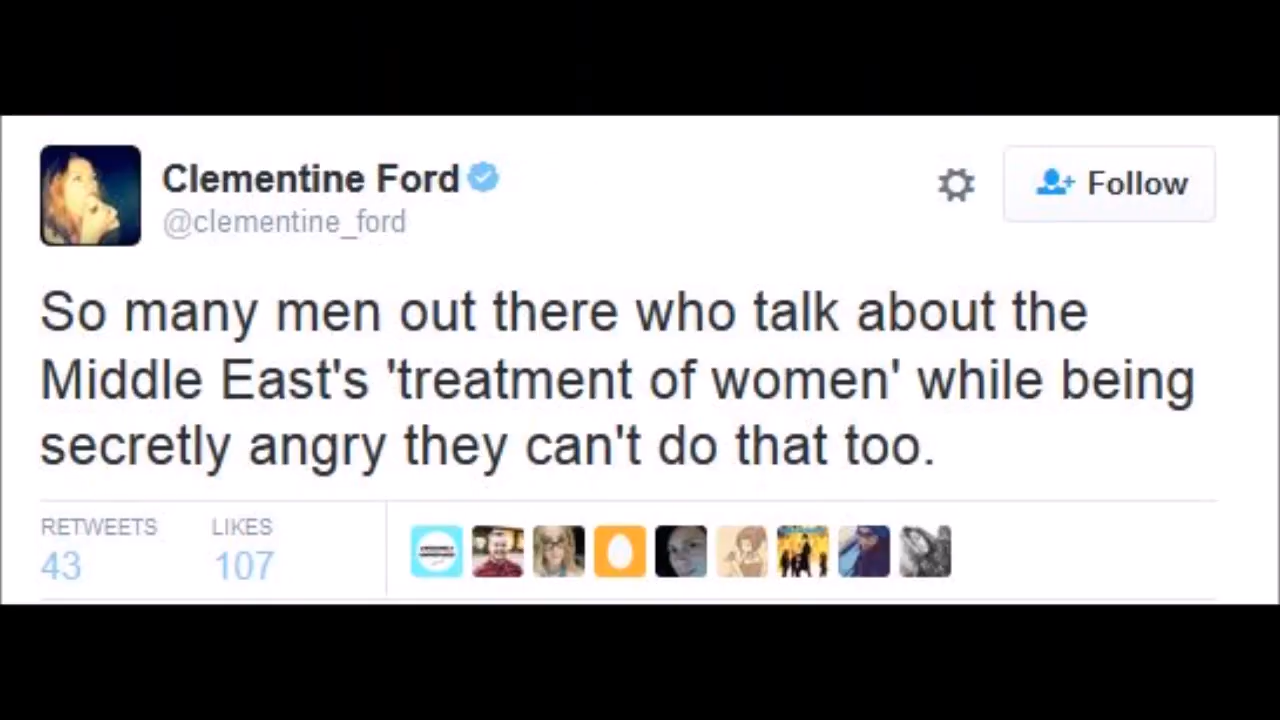 Clementine Ford
@clementine_ford
Follow
So many men out there who talk about the
Middle East's 'treatment of women' while being
secretly angry they can't do that too.
RETWEETS LIKES
43 107